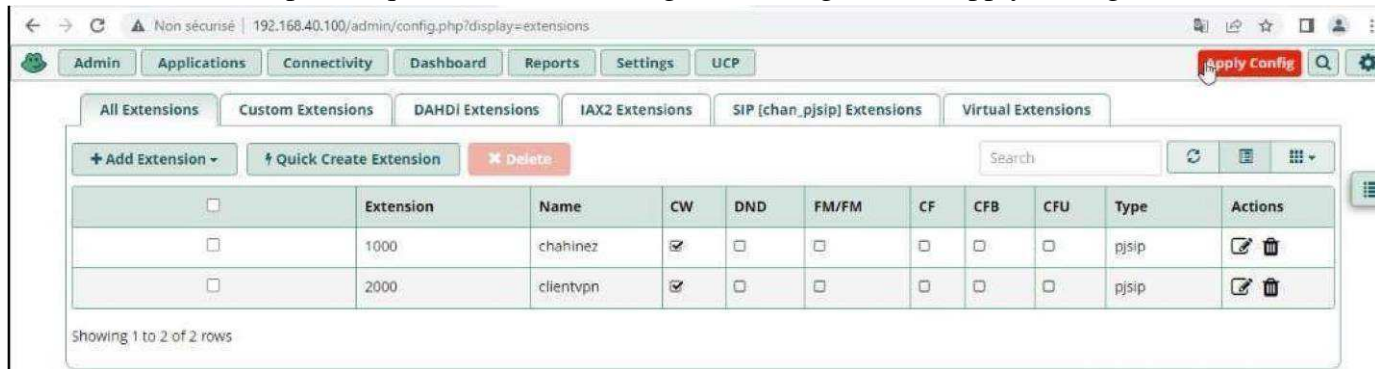 Non sécurisé | 192.168.40.100/admin/config.php?display=extensions
Admin Applications Connectivity Dashboard Reports Settings UCP Apply Config
All Extensions Custom Extensions DAHDi Extensions IAX2 Extensions SIP [chan_pjsip] Extensions Virtual Extensions
+ Add Extension Quick Create Extension Delete Search
Extension Name CW DND FM/FM CF CFB CFU Type Actions
1000 chahinez pjsip
2000 clientvpn pjsip
Showing 1 to 2 of 2 rows